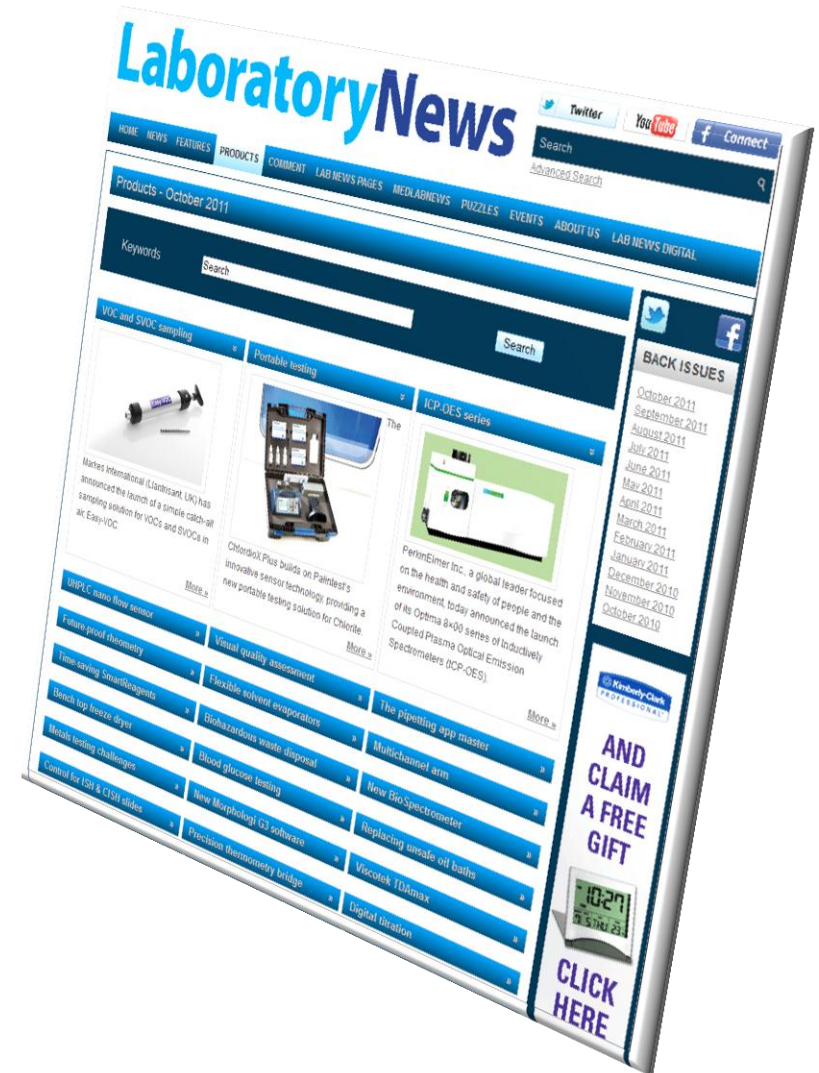 LaboratoryNews
Twitter
YouTube
f Connect
Search
Advanced Search
HOME NEWS FEATURES PRODUCTS COMMENT LAB NEWS PAGES MEDLABNEWS PUZZLES EVENTS ABOUT US LAB NEWS DIGITAL
Products - October 2011
Keywords
Search
Search
VOC and SVOC sampling
Easy-VOC
Markes International (Llantrisant, UK) has
announced the launch of a simple catch-all
sampling solution for VOCs and SVOCs in
air, Easy-VOC
More »
Portable testing
The
ChlordioX Plus builds on Palintest's
innovative sensor technology, providing a
new portable testing solution for Chlorite.
More »
ICP-OES series
PerkinElmer Inc., a global leader focused
on the health and safety of people and the
environment, today announced the launch
of its Optima 8×00 series of Inductively
Coupled Plasma Optical Emission
Spectrometers (ICP-OES).
More »
UHPLC nano flow sensor
Future-proof rheometry
Time-saving SmartReagents
Bench top freeze dryer
Metals testing challenges
Control for ISH & CISH slides
Visual quality assessment
Flexible solvent evaporators
Biohazardous waste disposal
Blood glucose testing
New Morphologi G3 software
Precision thermometry bridge
The pipetting app master
Multichannel arm
New BioSpectrometer
Replacing unsafe oil baths
Viscotek TDAmax
Digital titration
BACK ISSUES
October 2011
September 2011
August 2011
July 2011
June 2011
May 2011
April 2011
March 2011
February 2011
January 2011
December 2010
November 2010
October 2010
Kimberly-Clark
PROFESSIONAL
AND
CLAIM
A FREE
GIFT
10:27
THU 23
CLICK
HERE